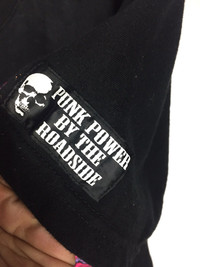 PUNK POWER
BY THE
ROADSIDE